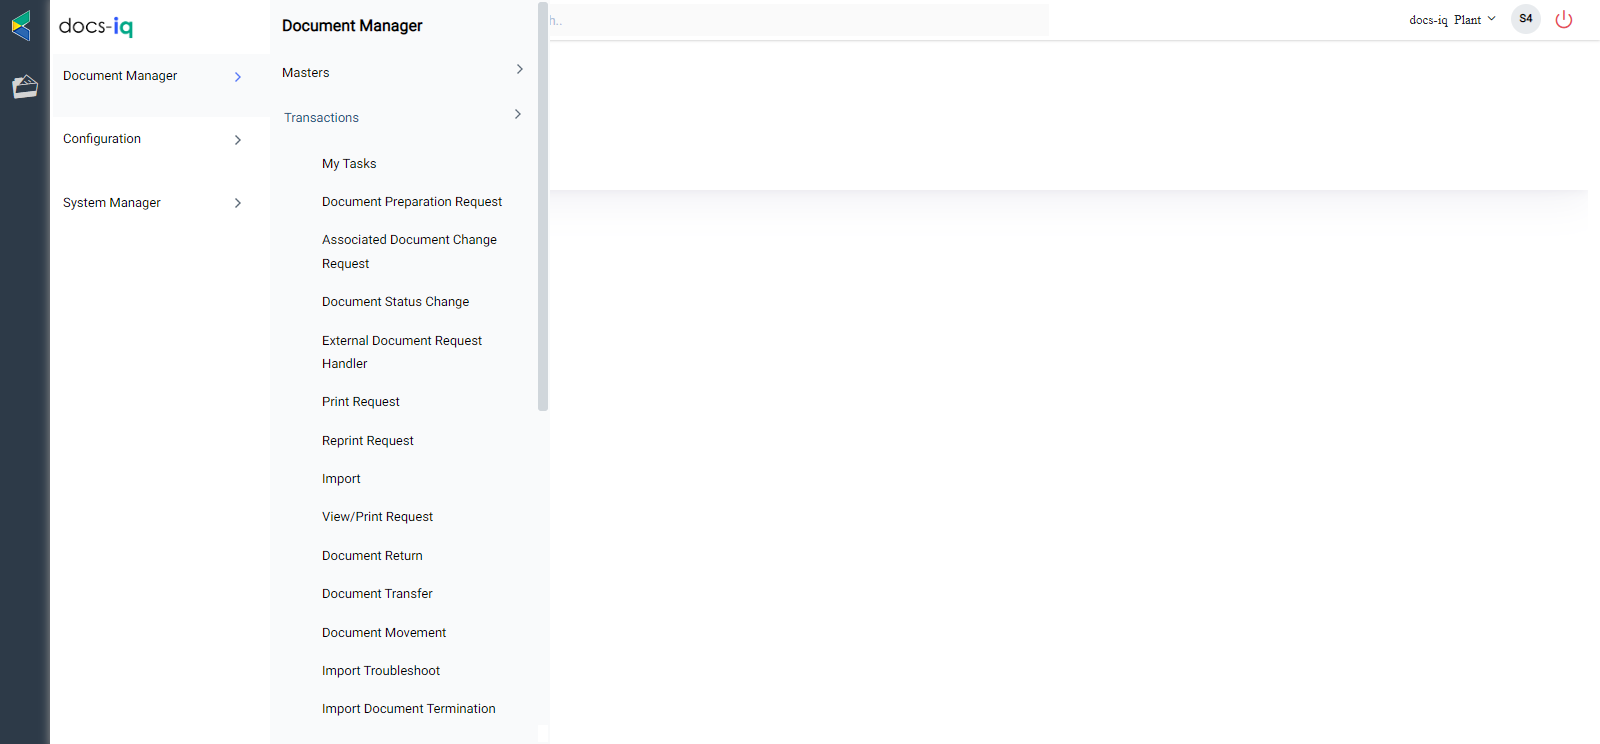 docs-iq
Document Manager
Configuration
System Manager
Document Manager
Masters
Transactions
My Tasks
Document Preparation Request
Associated Document Change
Request
Document Status Change
External Document Request
Handler
Print Request
Reprint Request
Import
View/Print Request
Document Return
Document Transfer
Document Movement
Import Troubleshoot
Import Document Termination
h..
docs-iq Plant
S4